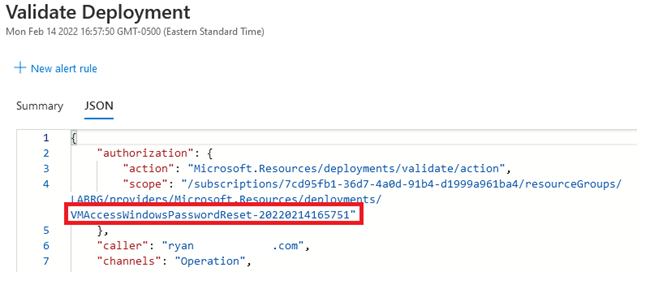 Validate Deployment
Mon Feb 14 2022 16:57:50 GMT-0500 (Eastern Standard Time)
+ New alert rule
Summary JSON
1 {
2 "authorization": {
3 "action": "Microsoft.Resources/deployments/validate/action",
4 "scope": "/subscriptions/7cd95fb1-36d7-4a0d-91b4-d1999a961ba4/resourceGroups/
LABRG/providers/Microsoft.Resources/deployments/
VMAccessWindowsPasswordReset-20220214165751"
5 },
6 "caller": "ryan .com",
7 "channels": "Operation",